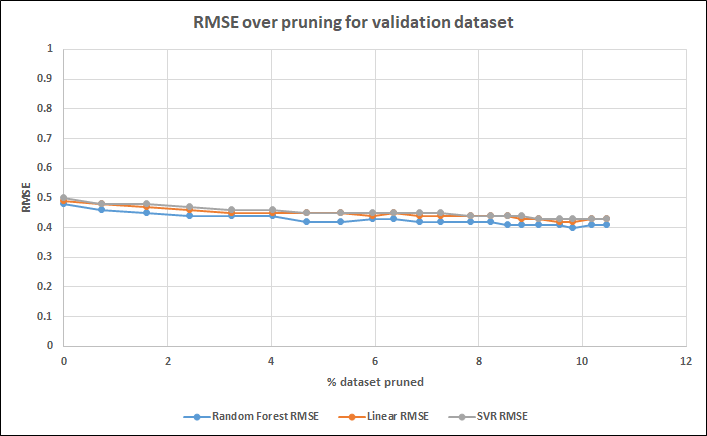 RMSE over pruning for validation dataset
1
0.9
0.8
0.7
0.6
0.5
0.4
0.3
0.2
0.1
0
RMSE
0 2 4 6 8 10 12
% dataset pruned
Random Forest RMSE Linear RMSE SVR RMSE